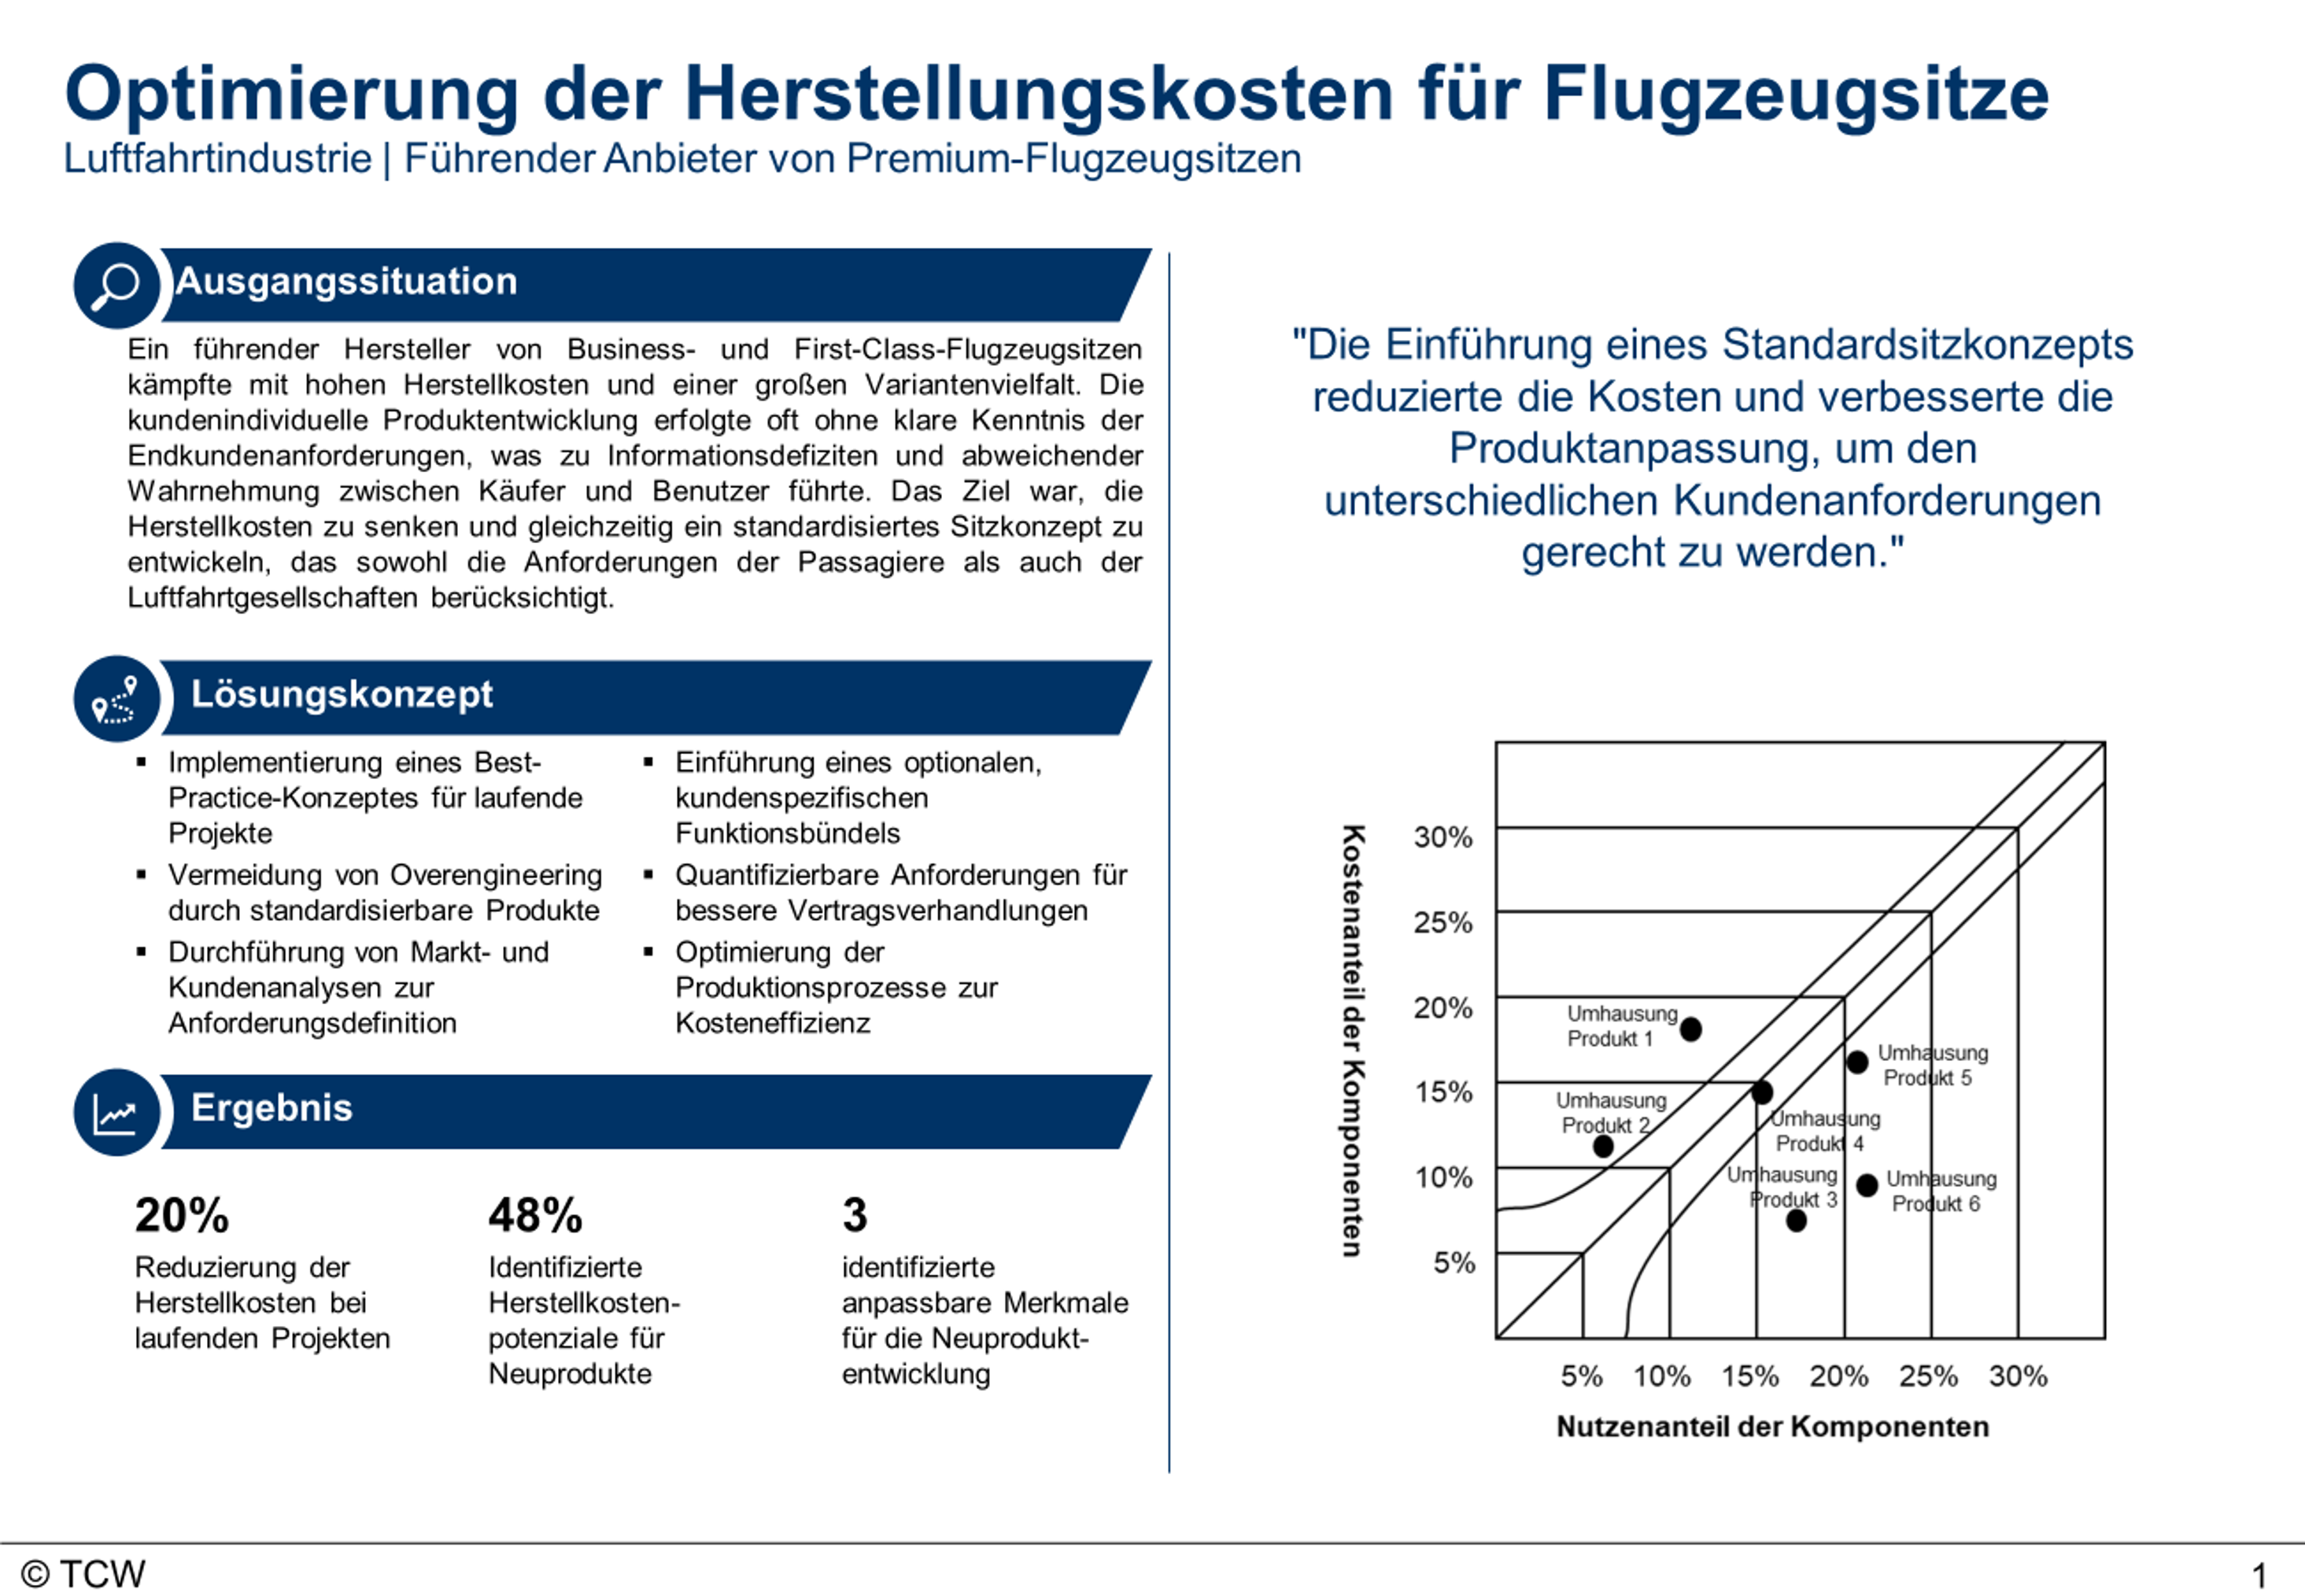 Optimierung der Herstellungskosten für Flugzeugsitze
Luftfahrtindustrie | Führender Anbieter von Premium-Flugzeugsitzen
Ausgangssituation
Ein führender Hersteller von Business- und First-Class-Flugzeugsitzen
kämpfte mit hohen Herstellkosten und einer großen Variantenvielfalt. Die
kundenindividuelle Produktentwicklung erfolgte oft ohne klare Kenntnis der
Endkundenanforderungen, was zu Informationsdefiziten und abweichender
Wahrnehmung zwischen Käufer und Benutzer führte. Das Ziel war, die
Herstellkosten zu senken und gleichzeitig ein standardisiertes Sitzkonzept zu
entwickeln, das sowohl die Anforderungen der Passagiere als auch der
Luftfahrtgesellschaften berücksichtigt.
Lösungskonzept
▪ Implementierung eines Best-
Practice-Konzeptes für laufende
Projekte
▪ Vermeidung von Overengineering
durch standardisierbare Produkte
▪ Durchführung von Markt- und
Kundenanalysen zur
Anforderungsdefinition
▪ Einführung eines optionalen,
kundenspezifischen
Funktionsbündels
▪ Quantifizierbare Anforderungen für
bessere Vertragsverhandlungen
▪ Optimierung der
Produktionsprozesse zur
Kosteneffizienz
Ergebnis
20%
Reduzierung der
Herstellkosten bei
laufenden Projekten
48%
Identifizierte
Herstellkosten-
potenziale für
Neuprodukte
3
identifizierte
anpassbare Merkmale
für die Neuprodukt-
entwicklung
"Die Einführung eines Standardsitzkonzepts
reduzierte die Kosten und verbesserte die
Produktanpassung, um den
unterschiedlichen Kundenanforderungen
gerecht zu werden."
Kostenanteil der Komponenten
30%
25%
20%
15%
10%
5%
Umhausung
Produkt 1
Umhausung
Produkt 5
Umhausung
Produkt 2
Umhausung
Produkt 4
Umhausung
Produkt 3
Umhausung
Produkt 6
5% 10% 15% 20% 25% 30%
Nutzenanteil der Komponenten
© TCW
1